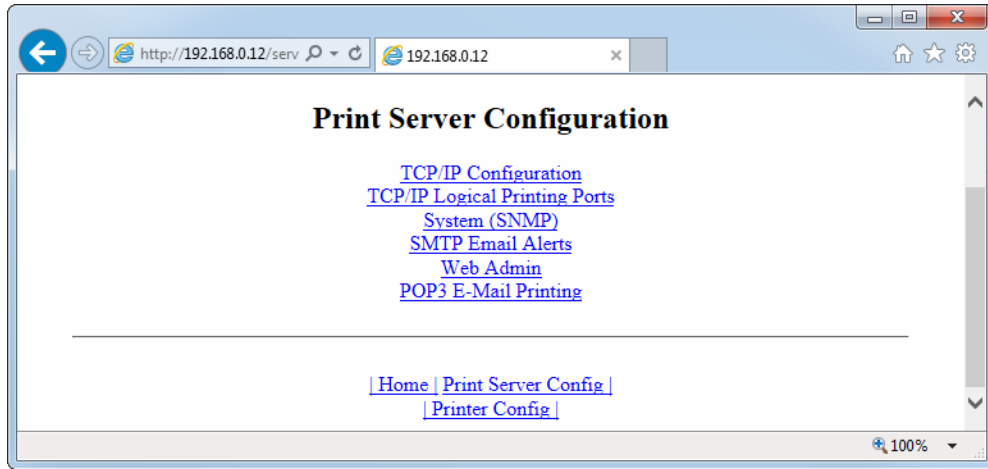 http://192.168.0.12/serv
192.168.0.12
Print Server Configuration
TCP/IP Configuration
TCP/IP Logical Printing Ports
System (SNMP)
SMTP Email Alerts
Web Admin
POP3 E-Mail Printing
| Home | Print Server Config |
| Printer Config |
100%